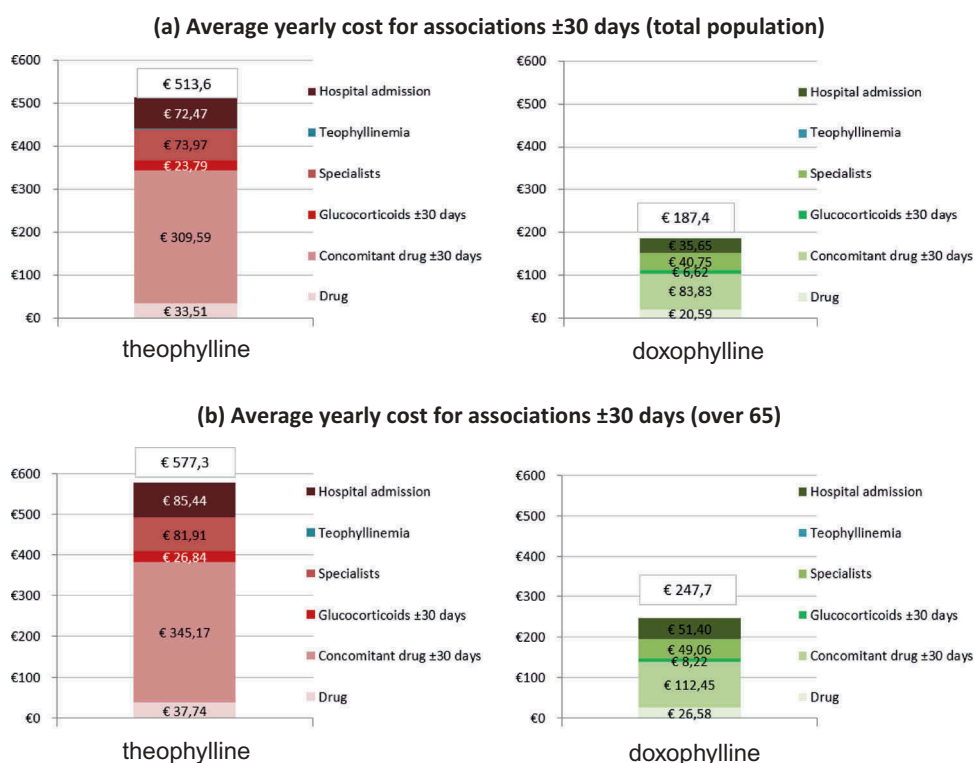 (a) Average yearly cost for associations ±30 days (total population)
€600
€500
€400
€300
€200
€100
€0
€ 513,6
€ 72,47
€ 73,97
€ 23,79
€ 309,59
€ 33,51
theophylline
Hospital admission
Teophyllinemia
Specialists
Glucocorticoids ±30 days
Concomitant drug ±30 days
Drug
€600
€500
€400
€300
€200
€100
€0
€ 187,4
€ 35,65
€ 40,75
€ 6,62
€ 83,83
€ 20,59
doxophylline
Hospital admission
Teophyllinemia
Specialists
Glucocorticoids ±30 days
Concomitant drug ±30 days
Drug
(b) Average yearly cost for associations ±30 days (over 65)
€600
€500
€400
€300
€200
€100
€0
€ 577,3
€ 85,44
€ 81,91
€ 26,84
€ 345,17
€ 37,74
theophylline
Hospital admission
Teophyllinemia
Specialists
Glucocorticoids ±30 days
Concomitant drug ±30 days
Drug
€600
€500
€400
€300
€200
€100
€0
€ 247,7
€ 51,40
€ 49,06
€ 8,22
€ 112,45
€ 26,58
doxophylline
Hospital admission
Teophyllinemia
Specialists
Glucocorticoids ±30 days
Concomitant drug ±30 days
Drug